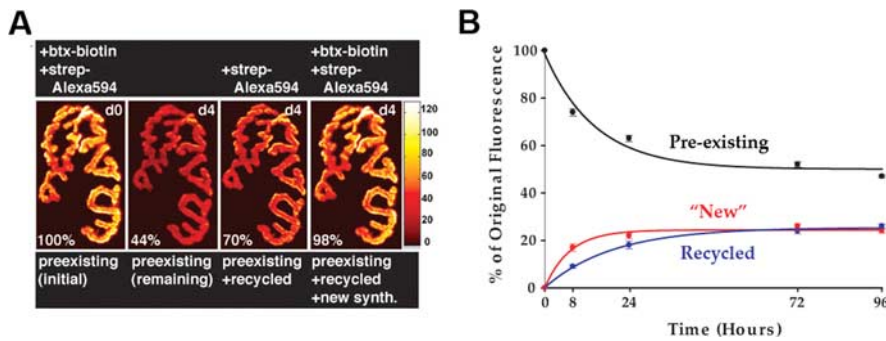 A
+btx-biotin
+strep-
Alexa594
+strep-
Alexa594
+btx-biotin
+strep-
Alexa594
d0
d4
d4
d4
100%
44%
70%
98%
120
100
80
60
40
20
0
preexisting
(initial)
preexisting
(remaining)
preexisting
+recycled
preexisting
+recycled
+new synth.
B
% of Original Fluorescence
100
80
60
40
20
0
Pre-existing
"New"
Recycled
0
8
24
72
96
Time (Hours)